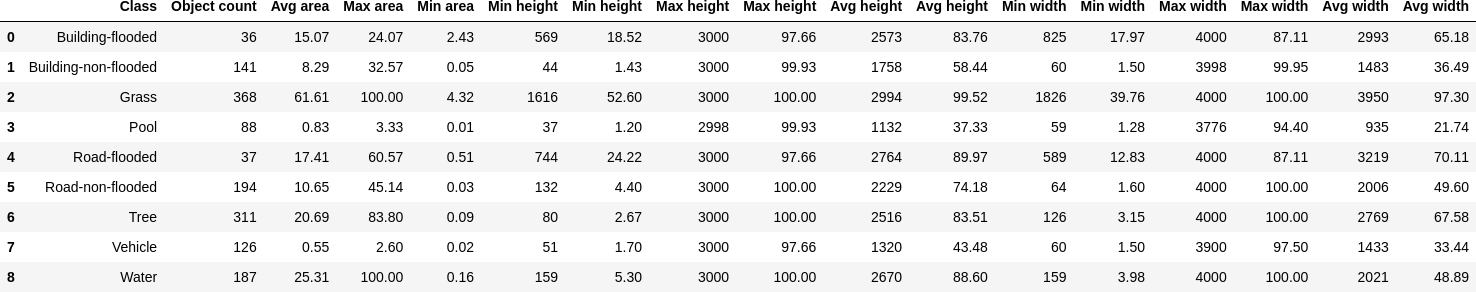 Class Object count Avg area Max area Min area Min height Min height Max height Max height Avg height Avg height Min width Min width Max width Max width Avg width Avg width
0 Building-flooded 36 15.07 24.07 2.43 569 18.52 3000 97.66 2573 83.76 825 17.97 4000 87.11 2993 65.18
1 Building-non-flooded 141 8.29 32.57 0.05 44 1.43 3000 99.93 1758 58.44 60 1.50 3998 99.95 1483 36.49
2 Grass 368 61.61 100.00 4.32 1616 52.60 3000 100.00 2994 99.52 1826 39.76 4000 100.00 3950 97.30
3 Pool 88 0.83 3.33 0.01 37 1.20 2998 99.93 1132 37.33 59 1.28 3776 94.40 935 21.74
4 Road-flooded 37 17.41 60.57 0.51 744 24.22 3000 97.66 2764 89.97 589 12.83 4000 87.11 3219 70.11
5 Road-non-flooded 194 10.65 45.14 0.03 132 4.40 3000 100.00 2229 74.18 64 1.60 4000 100.00 2006 49.60
6 Tree 311 20.69 83.80 0.09 80 2.67 3000 100.00 2516 83.51 126 3.15 4000 100.00 2769 67.58
7 Vehicle 126 0.55 2.60 0.02 51 1.70 3000 97.66 1320 43.48 60 1.50 3900 97.50 1433 33.44
8 Water 187 25.31 100.00 0.16 159 5.30 3000 100.00 2670 88.60 159 3.98 4000 100.00 2021 48.89